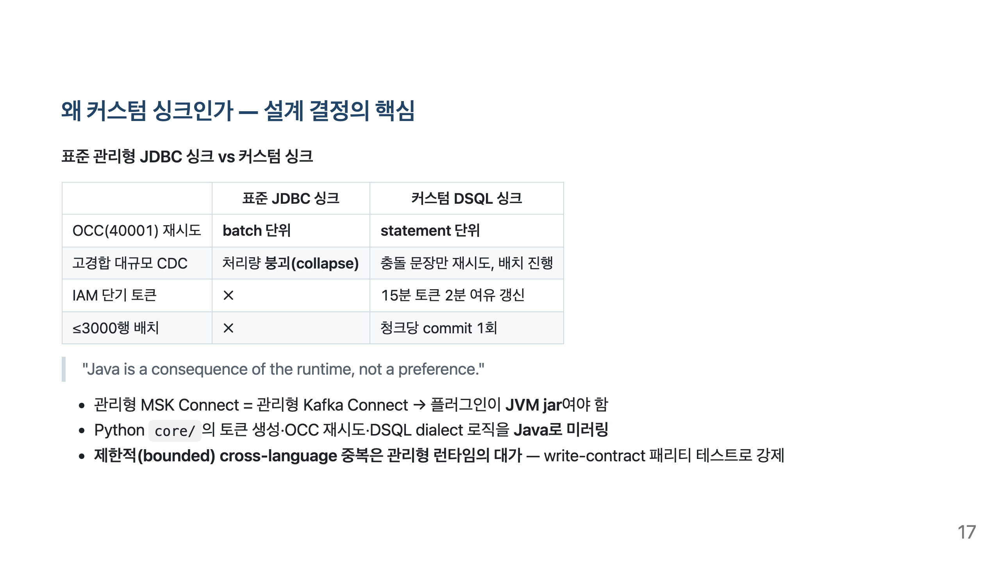 왜 커스텀 싱크인가 — 설계 결정의 핵심
표준 관리형 JDBC 싱크 vs 커스텀 싱크
표준 JDBC 싱크 커스텀 DSQL 싱크
OCC(40001) 재시도 batch 단위 statement 단위
고경합 대규모 CDC 처리량 붕괴(collapse) 충돌 문장만 재시도, 배치 진행
IAM 단기 토큰 ✕ 15분 토큰 2분 여유 갱신
≤3000행 배치 ✕ 청크당 commit 1회
"Java is a consequence of the runtime, not a preference."
• 관리형 MSK Connect = 관리형 Kafka Connect → 플러그인이 JVM jar여야 함
• Python core/의 토큰 생성·OCC 재시도·DSQL dialect 로직을 Java로 미러링
• 제한적(bounded) cross-language 중복은 관리형 런타임의 대가 — write-contract 패리티 테스트로 강제
17